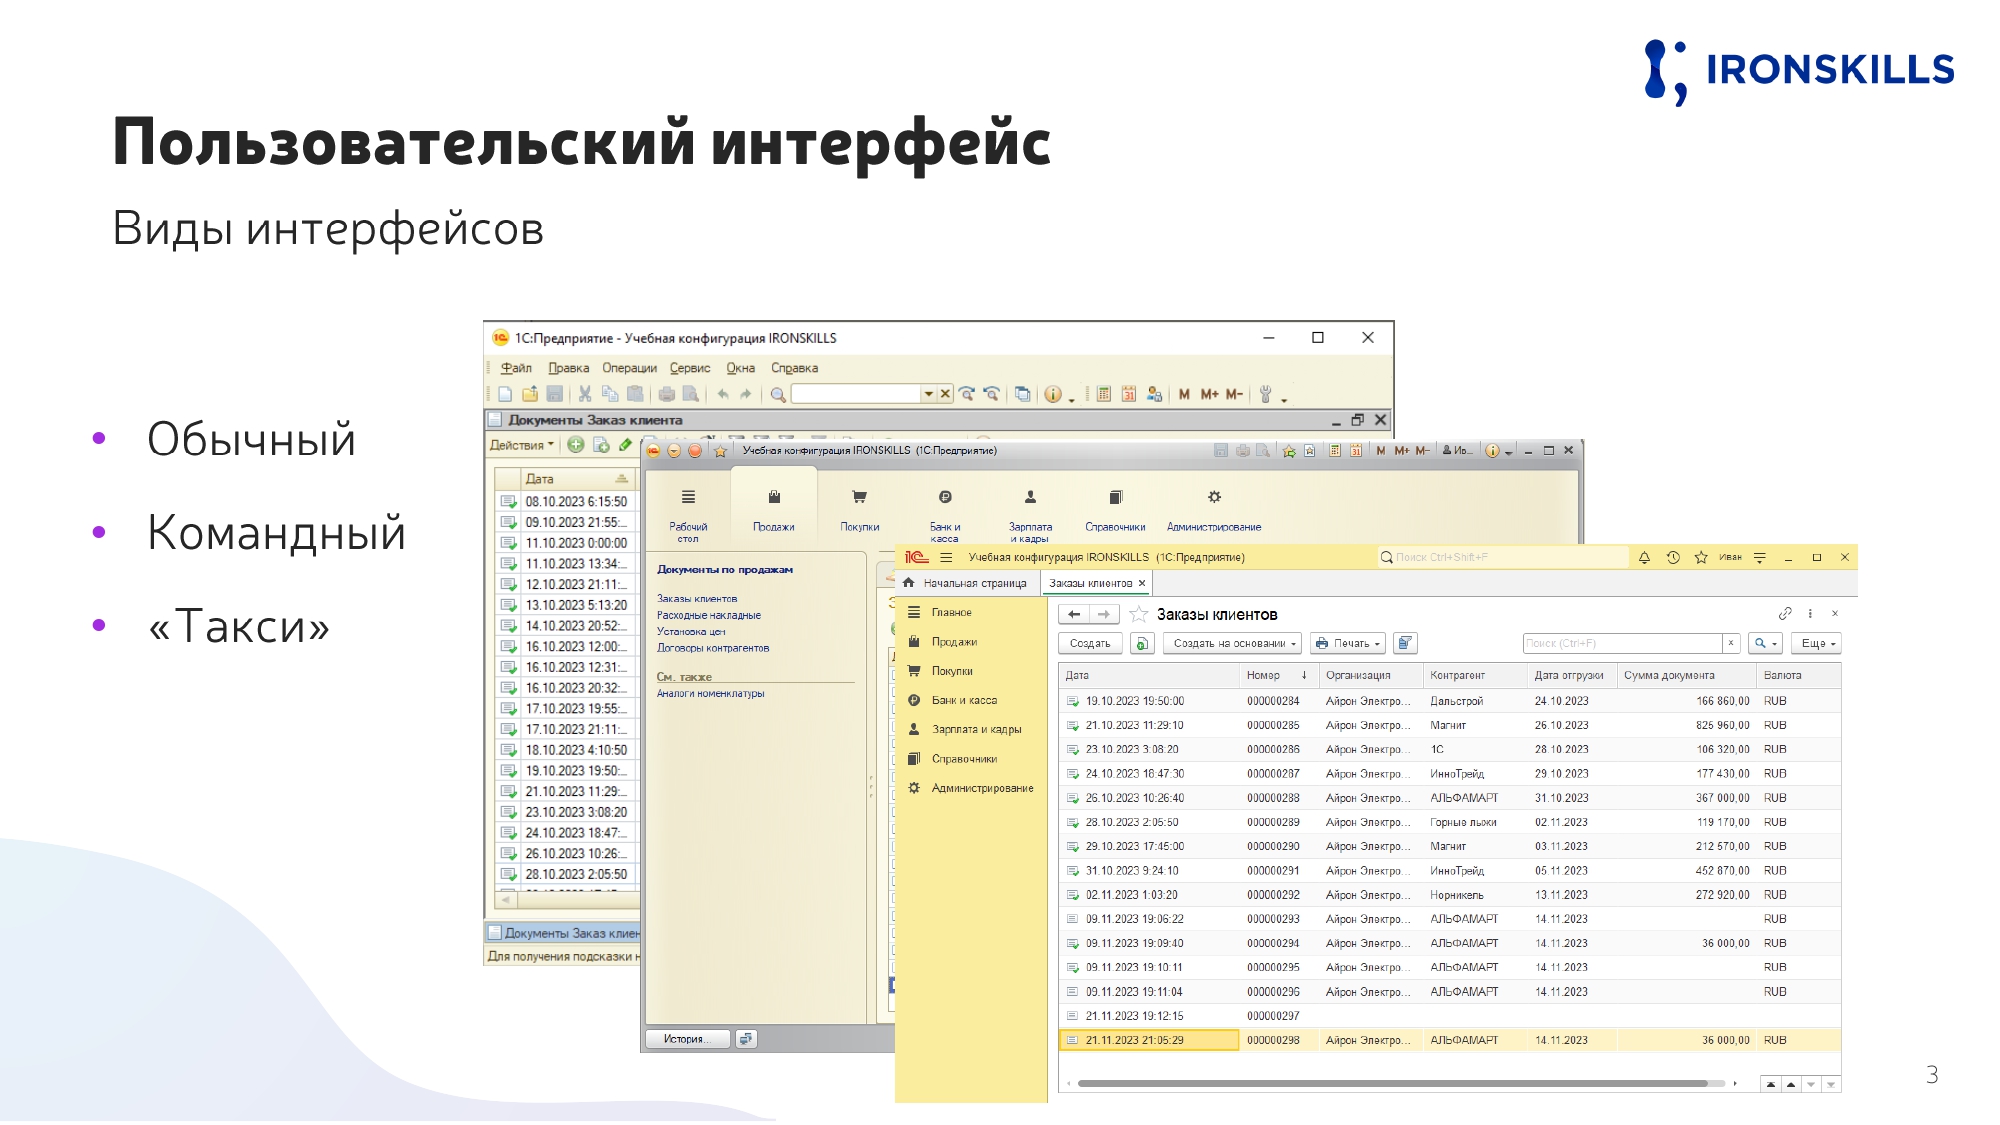 IRONSKILLS
Пользовательский интерфейс
Виды интерфейсов
• Обычный
• Командный
• «Такси»
1С:Предприятие - Учебная конфигурация IRONSKILLS
Файл Правка Операции Сервис Окна Справка
M M+ M-
Документы Заказ клиента
Действия
Дата
08.10.2023 6:15:50
09.10.2023 21:55:...
11.10.2023 0:00:00
11.10.2023 13:34:...
12.10.2023 21:11:...
13.10.2023 5:13:20
14.10.2023 20:52:...
16.10.2023 12:00:...
16.10.2023 12:31:...
16.10.2023 20:32:...
17.10.2023 19:55:...
17.10.2023 21:11:...
18.10.2023 4:10:50
19.10.2023 19:50:...
21.10.2023 11:29:...
23.10.2023 3:08:20
24.10.2023 18:47:...
26.10.2023 10:26:...
28.10.2023 2:05:50
Документы Заказ клиен
Для получения подсказки н
Учебная конфигурация IRONSKILLS (1С:Предприятие)
M M+ M- Ив...
Рабочий стол Продажи Покупки Банк и касса Зарплата и кадры Справочники Администрирование
Документы по продажам
Заказы клиентов
Расходные накладные
Установка цен
Договоры контрагентов
См. также
Аналоги номенклатуры
История...
1С Учебная конфигурация IRONSKILLS (1С:Предприятие) Поиск Ctrl+Shift+F Иван
Начальная страница Заказы клиентов
Главное
Продажи
Покупки
Банк и касса
Зарплата и кадры
Справочники
Администрирование
Заказы клиентов
Создать Создать на основании Печать Поиск (Ctrl+F) Еще
Дата Номер Организация Контрагент Дата отгрузки Сумма документа Валюта
19.10.2023 19:50:00 000000284 Айрон Электро... Дальстрой 24.10.2023 166 860,00 RUB
21.10.2023 11:29:10 000000285 Айрон Электро... Магнит 26.10.2023 826 960,00 RUB
23.10.2023 3:08:20 000000286 Айрон Электро... 1С 28.10.2023 106 320,00 RUB
24.10.2023 18:47:30 000000287 Айрон Электро... ИнноТрейд 29.10.2023 177 430,00 RUB
26.10.2023 10:26:40 000000288 Айрон Электро... АЛЬФАМАРТ 31.10.2023 367 000,00 RUB
28.10.2023 2:05:50 000000289 Айрон Электро... Горные лыжи 02.11.2023 119 170,00 RUB
29.10.2023 17:45:00 000000290 Айрон Электро... Магнит 03.11.2023 212 570,00 RUB
31.10.2023 9:24:10 000000291 Айрон Электро... ИнноТрейд 05.11.2023 452 870,00 RUB
02.11.2023 1:03:20 000000292 Айрон Электро... Норникель 13.11.2023 272 920,00 RUB
09.11.2023 19:06:22 000000293 Айрон Электро... АЛЬФАМАРТ 14.11.2023 RUB
09.11.2023 19:09:40 000000294 Айрон Электро... АЛЬФАМАРТ 14.11.2023 36 000,00 RUB
09.11.2023 19:10:11 000000295 Айрон Электро... АЛЬФАМАРТ 14.11.2023 RUB
09.11.2023 19:11:04 000000296 Айрон Электро... АЛЬФАМАРТ 14.11.2023 RUB
21.11.2023 19:12:15 000000297
21.11.2023 21:05:29 000000298 Айрон Электро... АЛЬФАМАРТ 14.11.2023 36 000,00 RUB
3